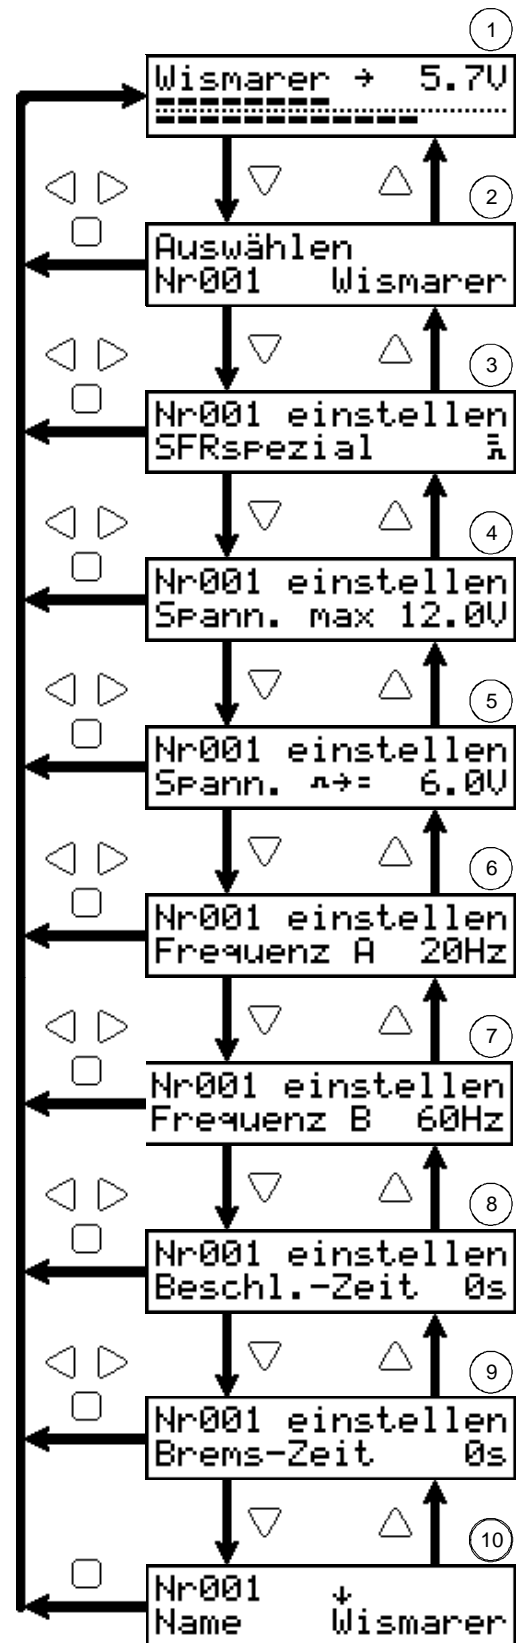 1
Wismarer → 5.7V
2
Auswählen
Nr001 Wismarer
3
Nr001 einstellen
SFRspezial
4
Nr001 einstellen
Spann. max 12.0V
5
Nr001 einstellen
Spann. ⎍→= 6.0V
6
Nr001 einstellen
Frequenz A 20Hz
7
Nr001 einstellen
Frequenz B 60Hz
8
Nr001 einstellen
Beschl.-Zeit 0s
9
Nr001 einstellen
Brems-Zeit 0s
10
Nr001 ↓
Name Wismarer